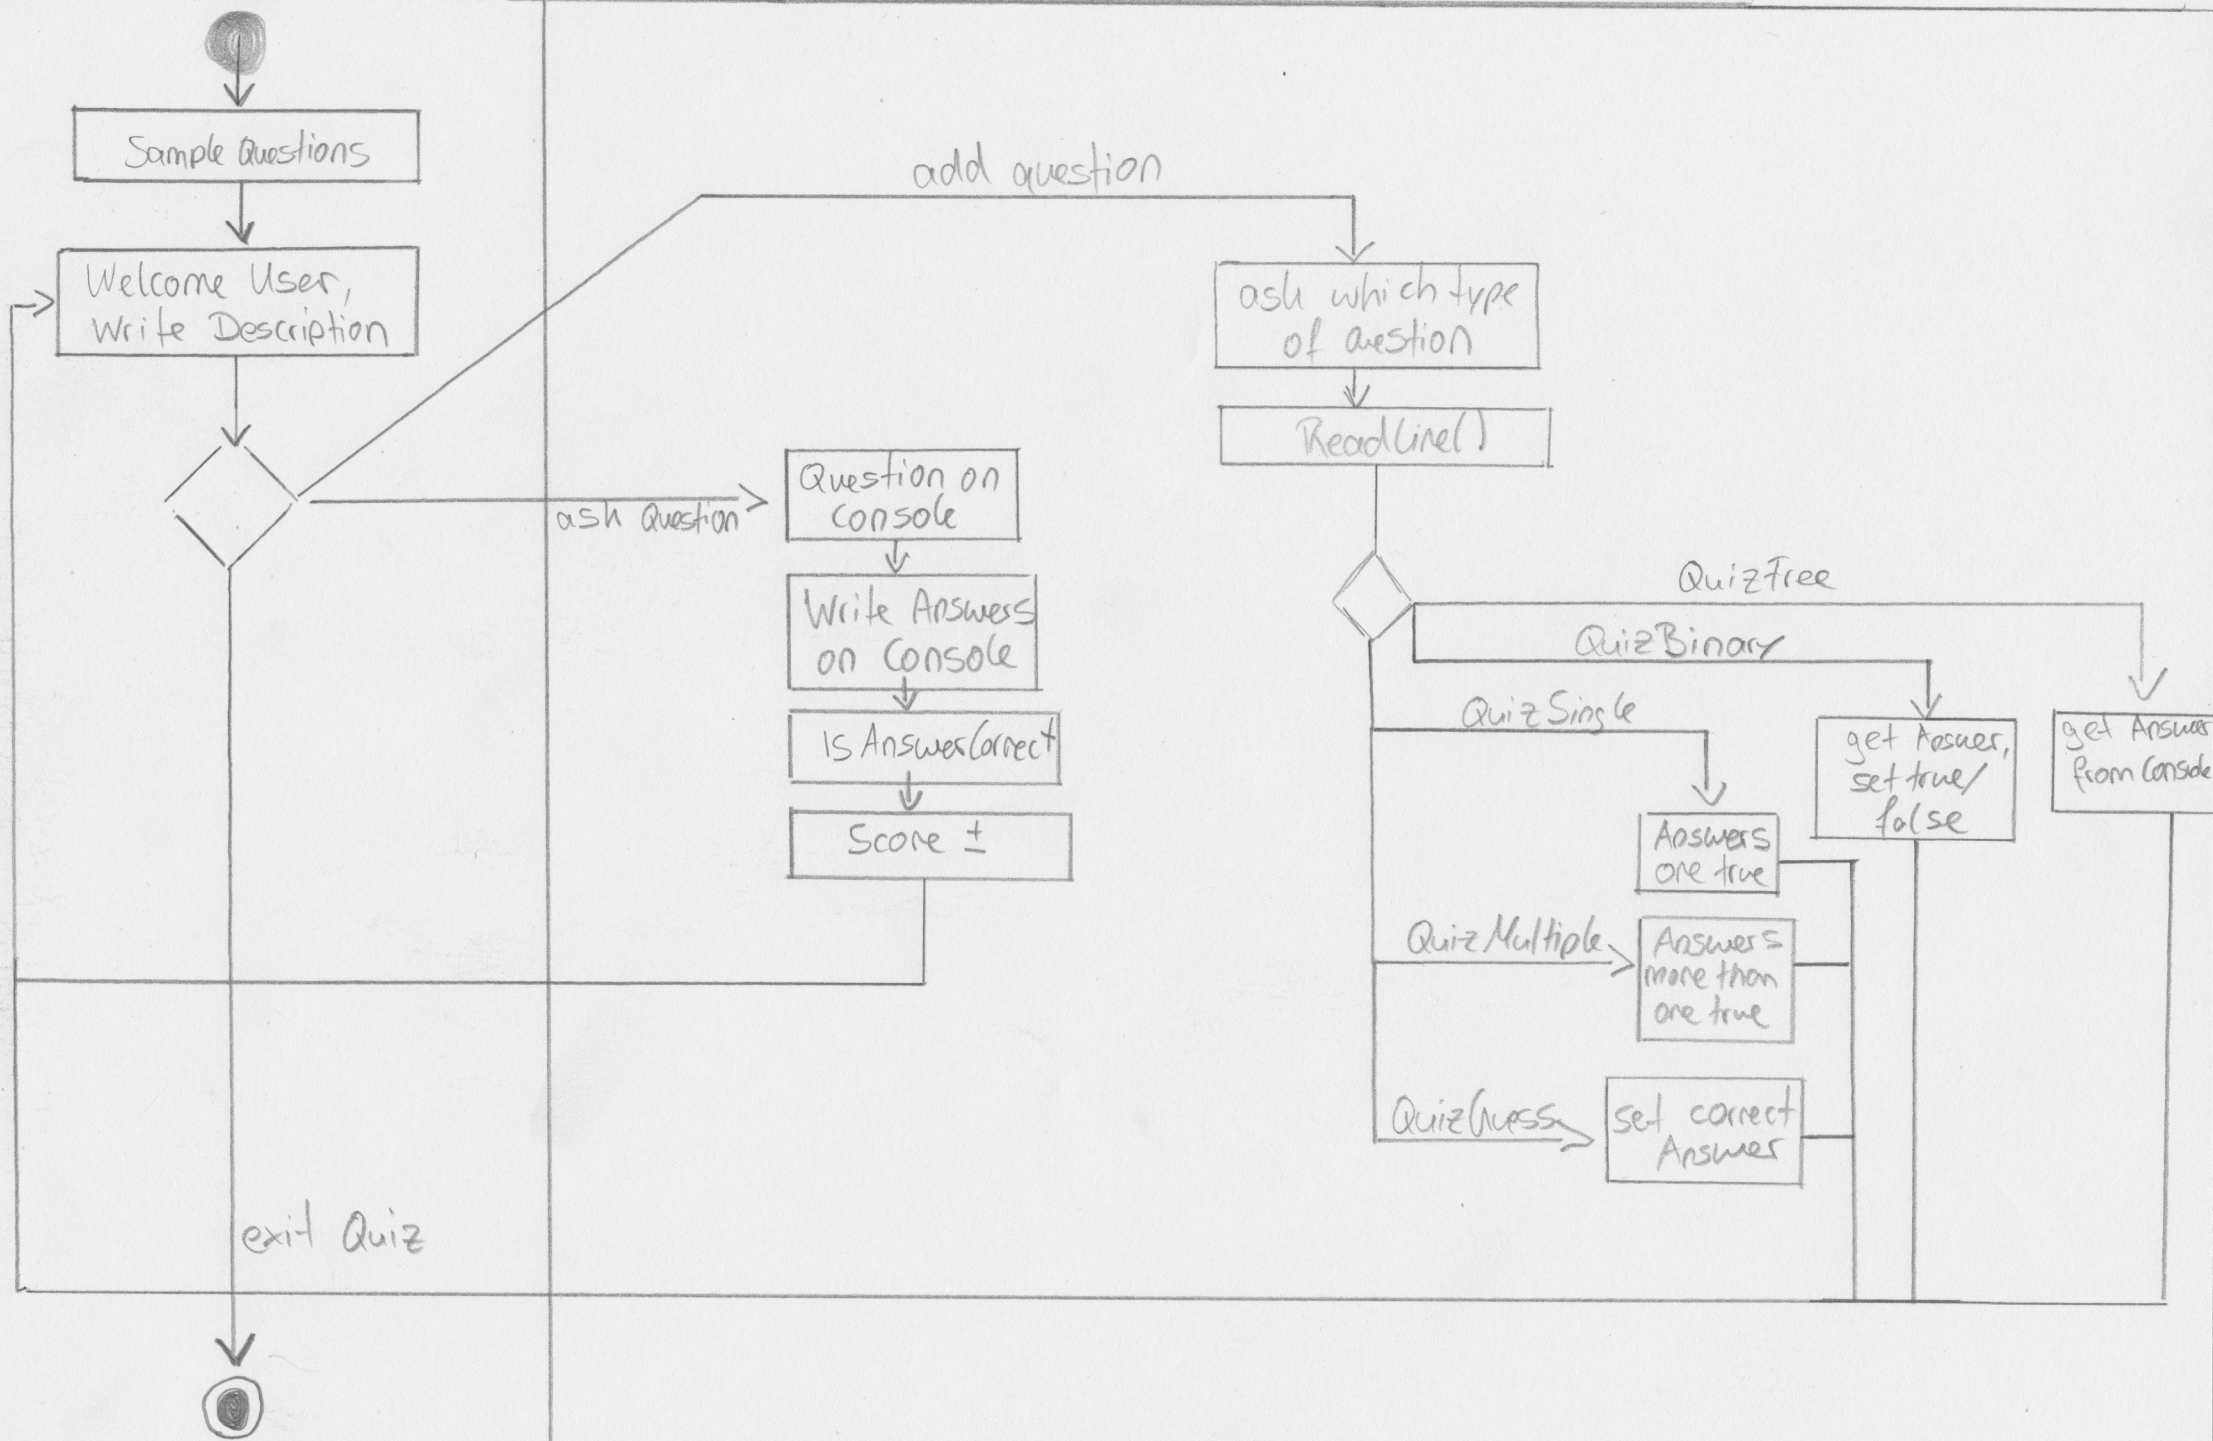 Sample Questions
Welcome User,
Write Description
add question
ask which type
of question
ReadLine()
ask Question
Question on
console
Write Answers
on Console
Is AnswerCorrect
Score ±
QuizFree
QuizBinary
QuizSingle
get Answer,
set true/
false
get Answer
from Console
Answers
one true
QuizMultiple
Answers
more than
one true
QuizGuess
set correct
Answer
exit Quiz